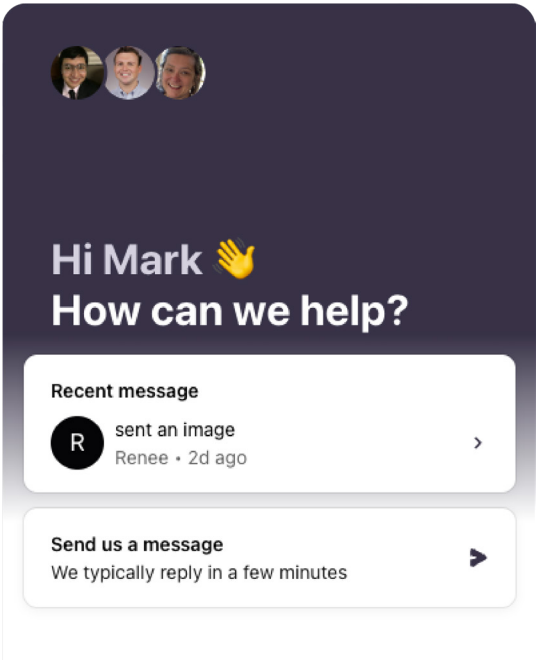 Hi Mark 👋
How can we help?
Recent message
R
sent an image
Renee • 2d ago
Send us a message
We typically reply in a few minutes